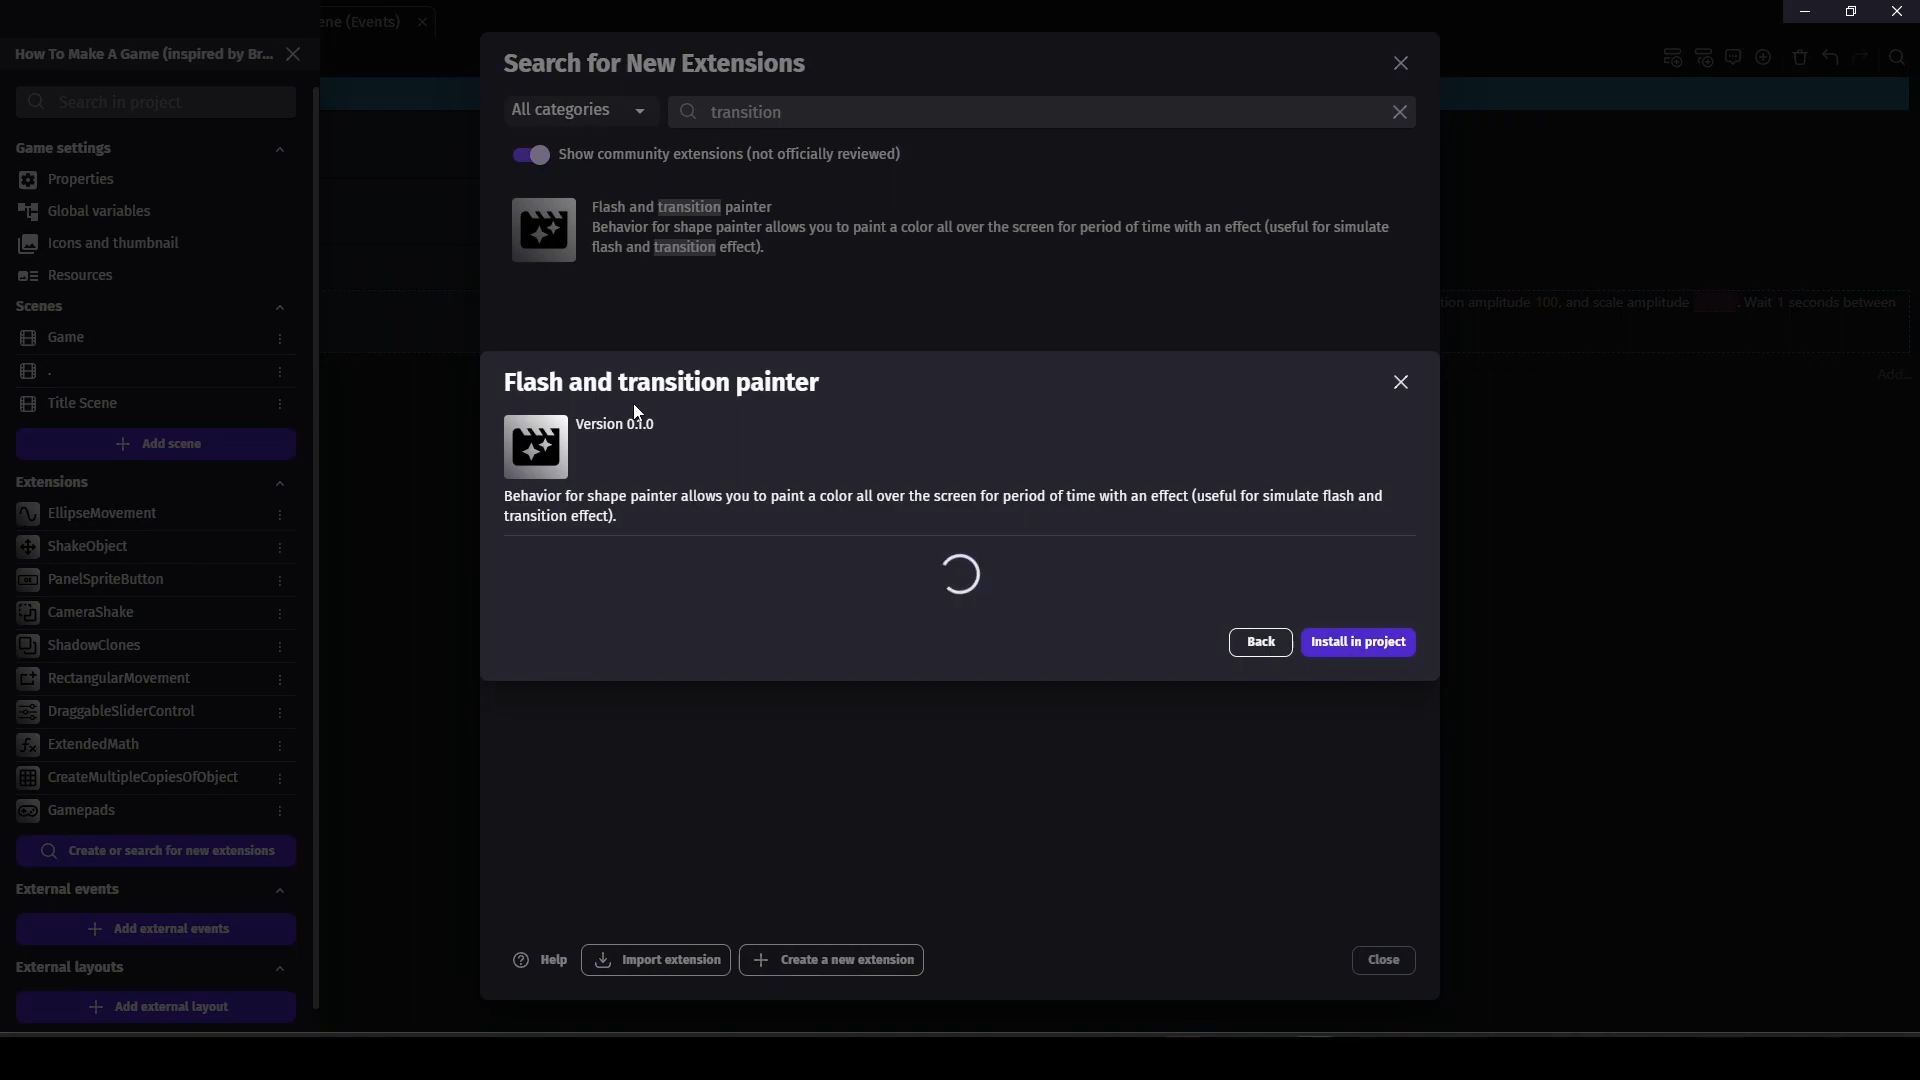 ene (Events)
How To Make A Game (inspired by Br...
Search in project
Game settings
Properties
Global variables
Icons and thumbnail
Resources
Scenes
Game
.
Title Scene
Add scene
Extensions
EllipseMovement
ShakeObject
PanelSpriteButton
CameraShake
ShadowClones
RectangularMovement
DraggableSliderControl
ExtendedMath
CreateMultipleCopiesOfObject
Gamepads
Create or search for new extensions
External events
Add external events
External layouts
Add external layout
Search for New Extensions
All categories
transition
Show community extensions (not officially reviewed)
Flash and transition painter
Behavior for shape painter allows you to paint a color all over the screen for period of time with an effect (useful for simulate
flash and transition effect).
tion amplitude 100, and scale amplitude
. Wait 1 seconds between
Add...
Flash and transition painter
Version 0.1.0
Behavior for shape painter allows you to paint a color all over the screen for period of time with an effect (useful for simulate flash and
transition effect).
Back
Install in project
Help
Import extension
Create a new extension
Close